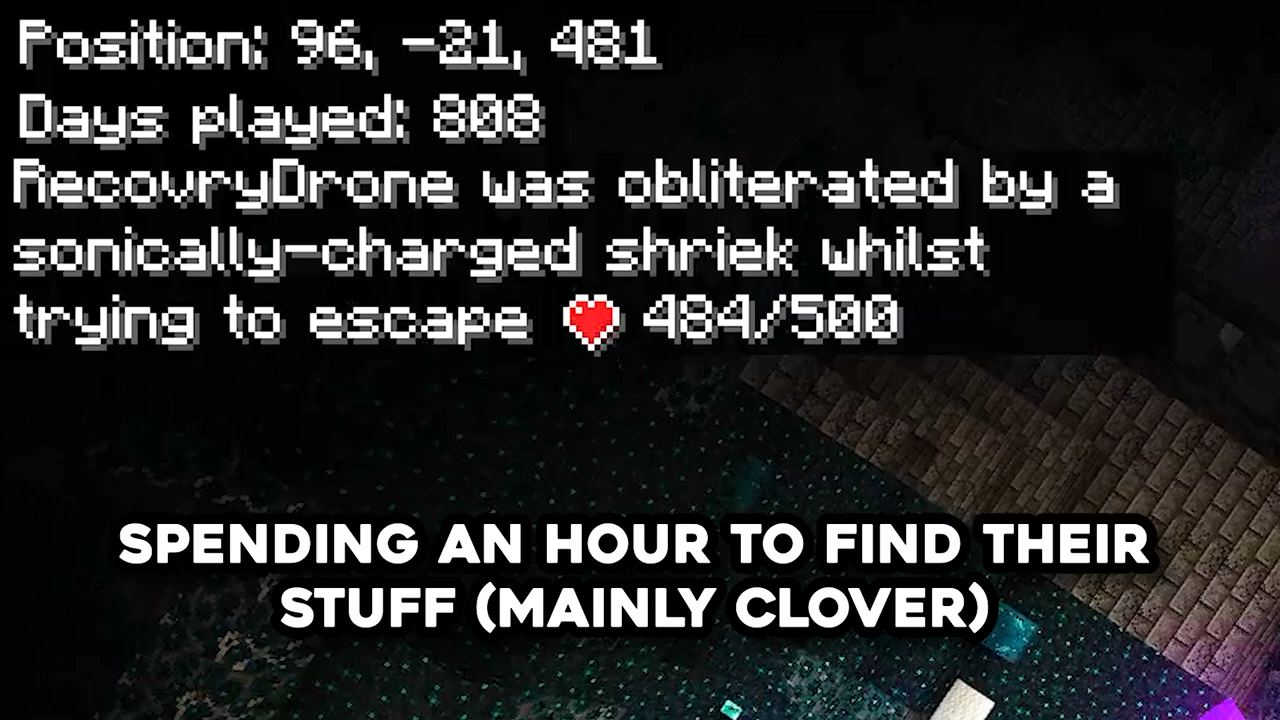 Position: 96, -21, 481
Days played: 808
RecovryDrone was obliterated by a
sonically-charged shriek whilst
trying to escape ❤ 484/500
SPENDING AN HOUR TO FIND THEIR
STUFF (MAINLY CLOVER)